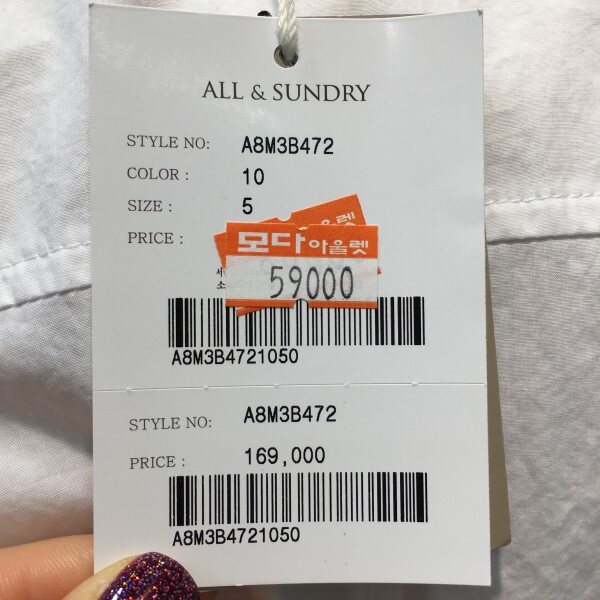 ALL & SUNDRY
STYLE NO: A8M3B472
COLOR : 10
SIZE : 5
PRICE :
모다아울렛
59000
A8M3B4721050
STYLE NO: A8M3B472
PRICE : 169,000
A8M3B4721050